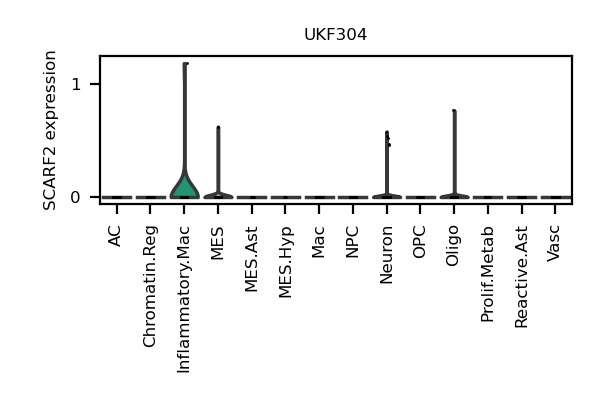 UKF304
SCARF2 expression
1
0
AC
Chromatin.Reg
Inflammatory.Mac
MES
MES.Ast
MES.Hyp
Mac
NPC
Neuron
OPC
Oligo
Prolif.Metab
Reactive.Ast
Vasc